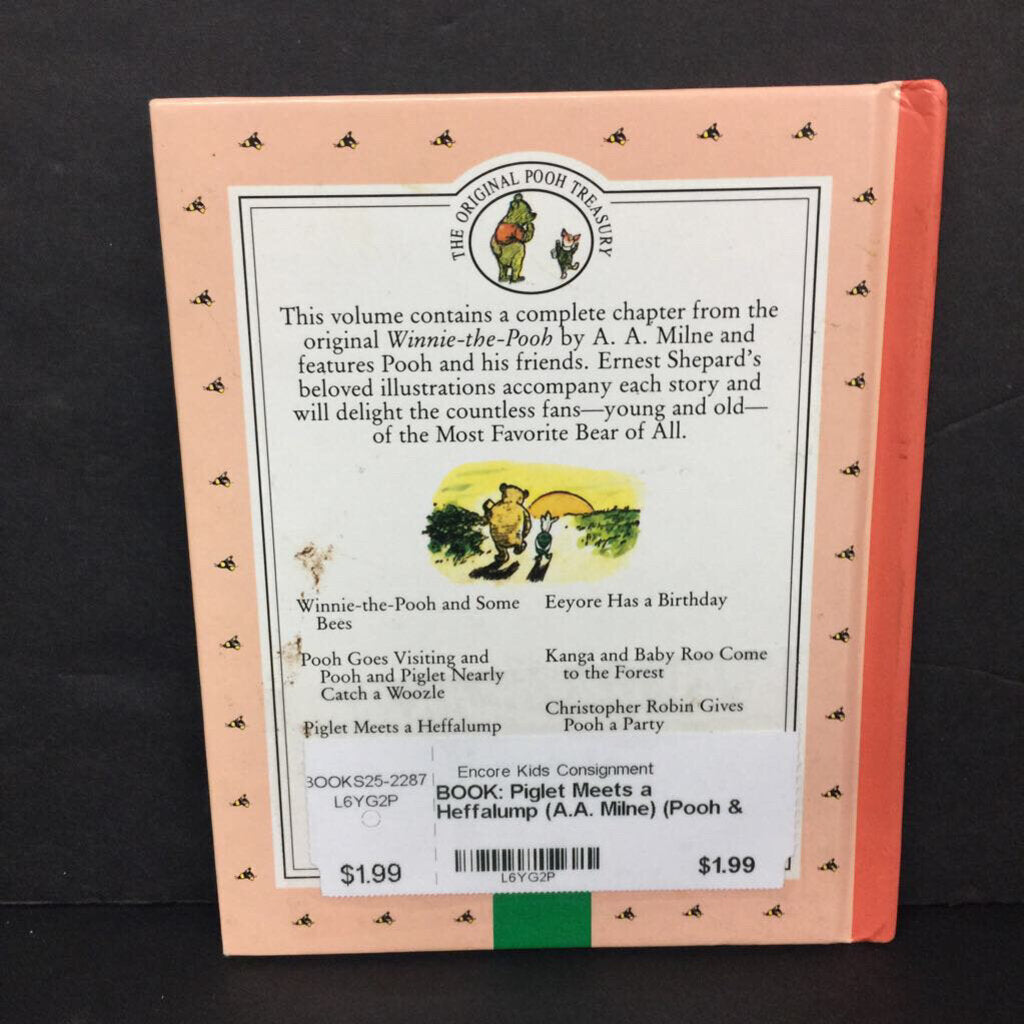 THE ORIGINAL POOH TREASURY
This volume contains a complete chapter from the
original Winnie-the-Pooh by A. A. Milne and
features Pooh and his friends. Ernest Shepard's
beloved illustrations accompany each story and
will delight the countless fans—young and old—
of the Most Favorite Bear of All.
Winnie-the-Pooh and Some
Bees
Pooh Goes Visiting and
Pooh and Piglet Nearly
Catch a Woozle
Piglet Meets a Heffalump
Eeyore Has a Birthday
Kanga and Baby Roo Come
to the Forest
Christopher Robin Gives
Pooh a Party
BOOKS25-2287
L6YG2P
$1.99
Encore Kids Consignment
BOOK: Piglet Meets a
Heffalump (A.A. Milne) (Pooh &
L6YG2P
$1.99